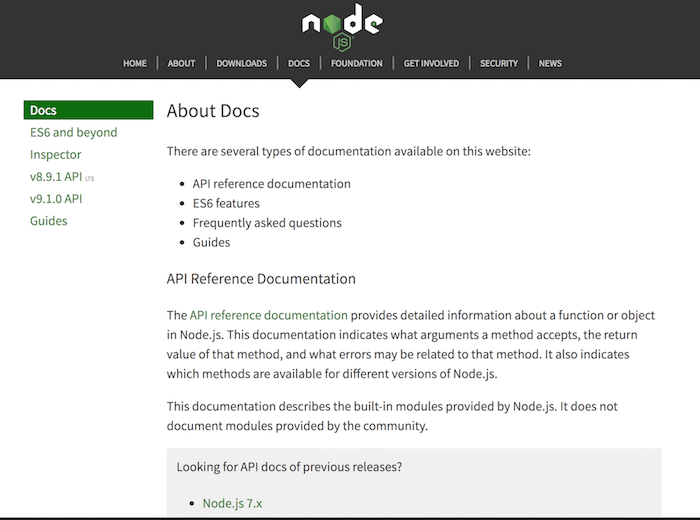 node
JS
HOME
ABOUT
DOWNLOADS
DOCS
FOUNDATION
GET INVOLVED
SECURITY
NEWS
Docs
ES6 and beyond
Inspector
v8.9.1 API LTS
v9.1.0 API
Guides
About Docs
There are several types of documentation available on this website:
API reference documentation
ES6 features
Frequently asked questions
Guides
API Reference Documentation
The API reference documentation provides detailed information about a function or object
in Node.js. This documentation indicates what arguments a method accepts, the return
value of that method, and what errors may be related to that method. It also indicates
which methods are available for different versions of Node.js.
This documentation describes the built-in modules provided by Node.js. It does not
document modules provided by the community.
Looking for API docs of previous releases?
Node.js 7.x